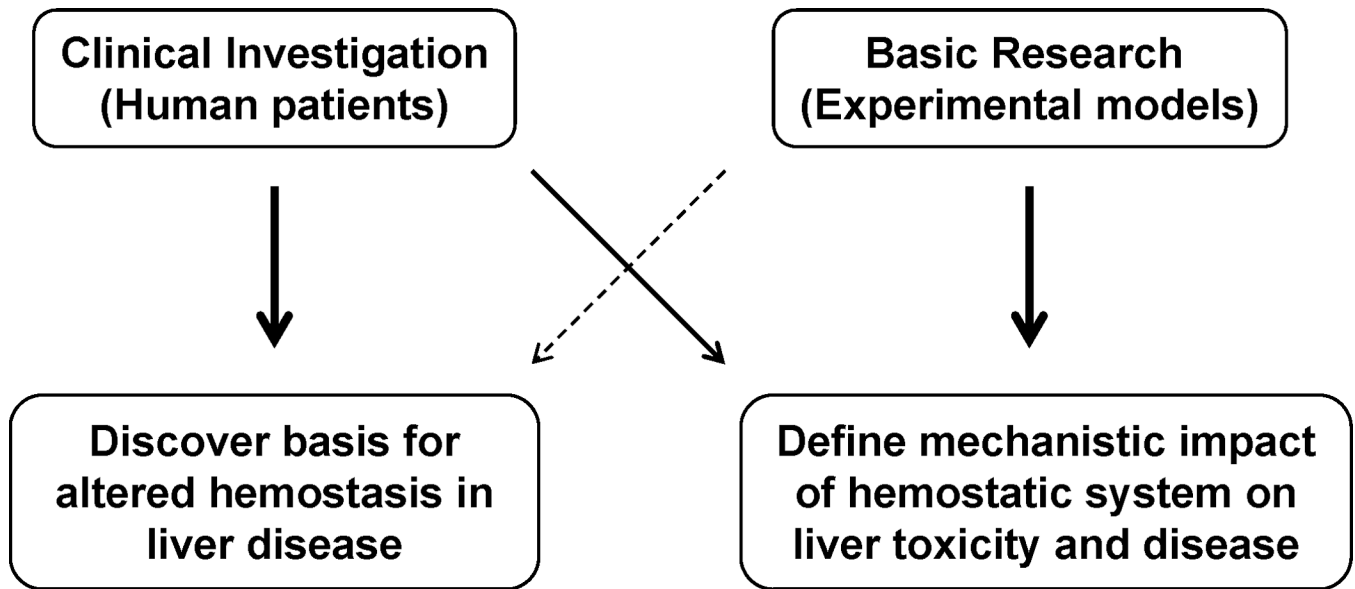 Clinical Investigation
(Human patients)
Basic Research
(Experimental models)
Discover basis for
altered hemostasis in
liver disease
Define mechanistic impact
of hemostatic system on
liver toxicity and disease